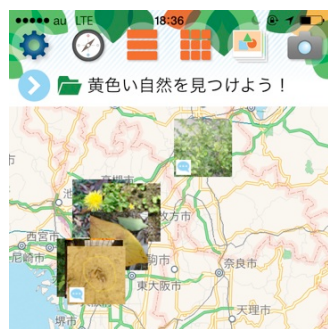 au LTE 18:36
黄色い自然を見つけよう！
高槻市
枚方市
西宮市
尼崎市
奈良市
東大阪市
天理市
堺市